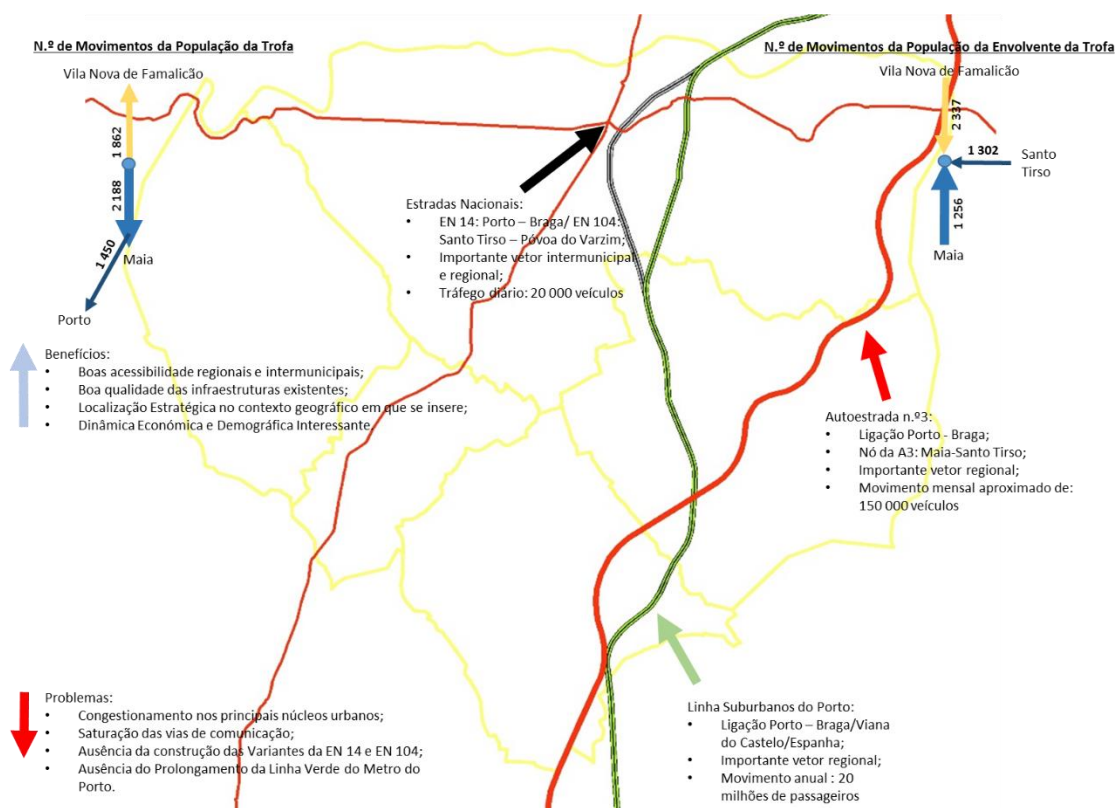 N.º de Movimentos da População da Trofa
Vila Nova de Famalicão
1 862
2 188
1 450
Maia
Porto
N.º de Movimentos da População da Envolvente da Trofa
Vila Nova de Famalicão
2 337
1 302
Santo
Tirso
1 256
Maia
Estradas Nacionais:
• EN 14: Porto – Braga/ EN 104:
Santo Tirso – Póvoa do Varzim;
• Importante vetor intermunicipal
e regional;
• Tráfego diário: 20 000 veículos
Benefícios:
• Boas acessibilidade regionais e intermunicipais;
• Boa qualidade das infraestruturas existentes;
• Localização Estratégica no contexto geográfico em que se insere;
• Dinâmica Económica e Demográfica Interessante.
Autoestrada n.º3:
• Ligação Porto - Braga;
• Nó da A3: Maia-Santo Tirso;
• Importante vetor regional;
• Movimento mensal aproximado de:
150 000 veículos
Problemas:
• Congestionamento nos principais núcleos urbanos;
• Saturação das vias de comunicação;
• Ausência da construção das Variantes da EN 14 e EN 104;
• Ausência do Prolongamento da Linha Verde do Metro do
Porto.
Linha Suburbanos do Porto:
• Ligação Porto – Braga/Viana
do Castelo/Espanha;
• Importante vetor regional;
• Movimento anual : 20
milhões de passageiros